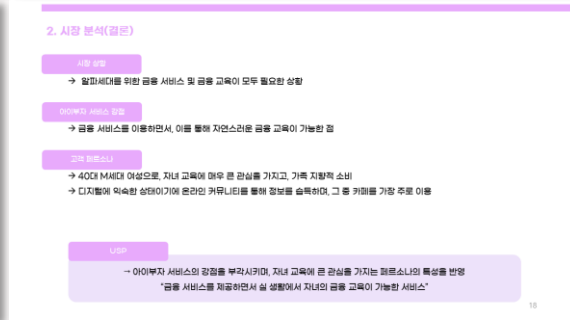 2. 시장 분석(결론)
시장 상황
→ 알파세대를 위한 금융 서비스 및 금융 교육이 모두 필요한 상황
아이부자 서비스 강점
→ 금융 서비스를 이용하면서, 이를 통해 자연스러운 금융 교육이 가능한 점
고객 페르소나
→ 40대 M세대 여성으로, 자녀 교육에 매우 큰 관심을 가지고, 가족 지향적 소비
→ 디지털에 익숙한 상태이기에 온라인 커뮤니티를 통해 정보를 습득하며, 그 중 카페를 가장 주로 이용
USP
→ 아이부자 서비스의 강점을 부각시키며, 자녀 교육에 큰 관심을 가지는 페르소나의 특성을 반영
"금융 서비스를 제공하면서 실 생활에서 자녀의 금융 교육이 가능한 서비스"
18